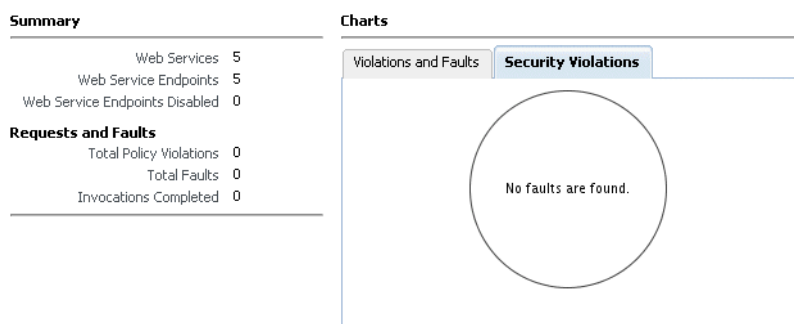 Summary
Web Services 5
Web Service Endpoints 5
Web Service Endpoints Disabled 0
Requests and Faults
Total Policy Violations 0
Total Faults 0
Invocations Completed 0
Charts
Violations and Faults Security Violations
No faults are found.